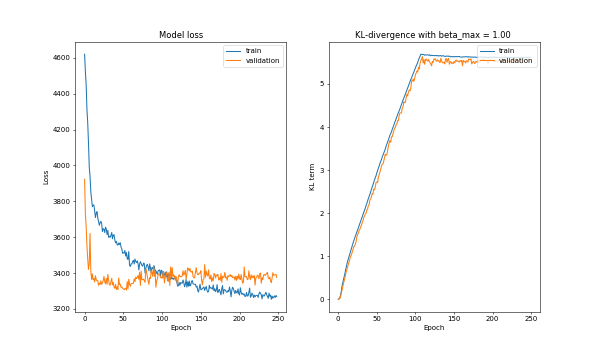 Model loss
4600
4400
4200
4000
3800
3600
3400
3200
Loss
0
50
100
150
200
250
Epoch
train
validation
KL-divergence with beta_max = 1.00
5
4
3
2
1
0
KL term
0
50
100
150
200
250
Epoch
train
validation